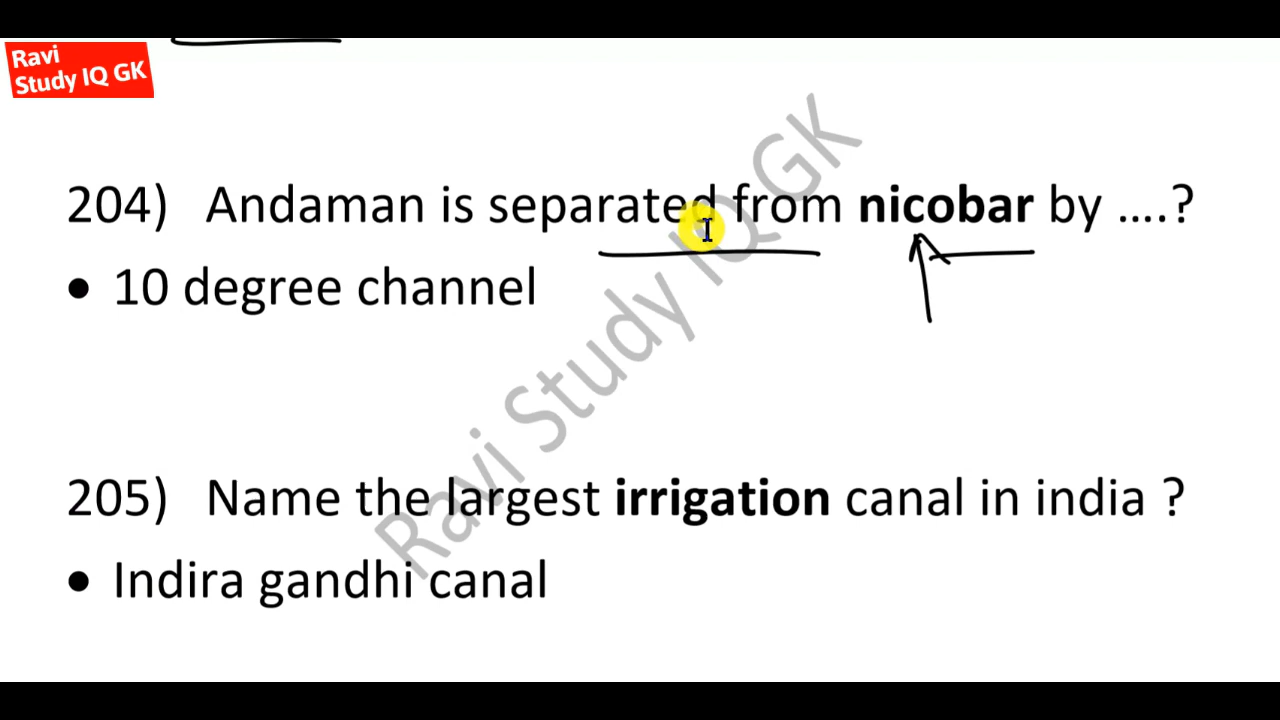 Ravi
Study IQ GK
204) Andaman is separated from nicobar by ....?
• 10 degree channel
205) Name the largest irrigation canal in india ?
• Indira gandhi canal
Ravi Study IQ GK